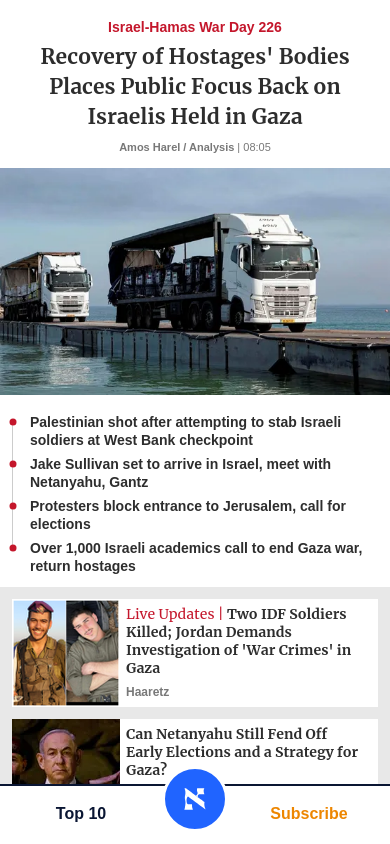 Israel-Hamas War Day 226
Recovery of Hostages' Bodies
Places Public Focus Back on
Israelis Held in Gaza
Amos Harel / Analysis | 08:05
Palestinian shot after attempting to stab Israeli
soldiers at West Bank checkpoint
Jake Sullivan set to arrive in Israel, meet with
Netanyahu, Gantz
Protesters block entrance to Jerusalem, call for
elections
Over 1,000 Israeli academics call to end Gaza war,
return hostages
Live Updates | Two IDF Soldiers
Killed; Jordan Demands
Investigation of 'War Crimes' in
Gaza
Haaretz
Can Netanyahu Still Fend Off
Early Elections and a Strategy for
Gaza?
Top 10
א
Subscribe